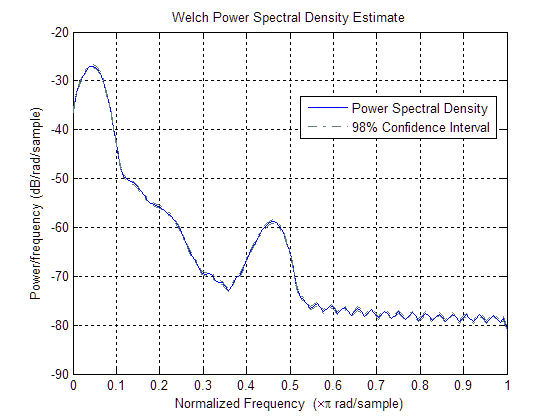 Welch Power Spectral Density Estimate
-20
-30
-40
-50
-60
-70
-80
-90
Power/frequency (dB/rad/sample)
Power Spectral Density
98% Confidence Interval
0 0.1 0.2 0.3 0.4 0.5 0.6 0.7 0.8 0.9 1
Normalized Frequency (×π rad/sample)